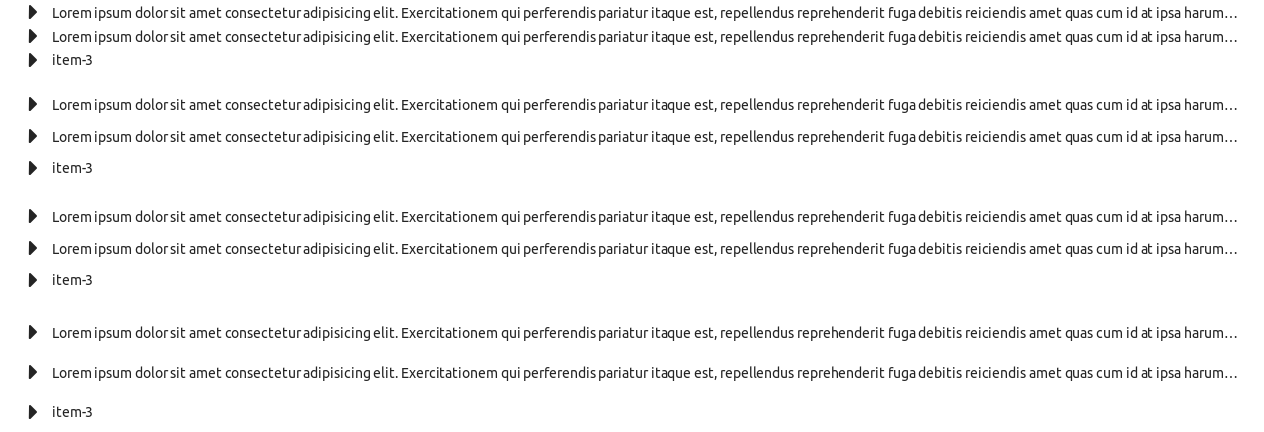 Lorem ipsum dolor sit amet consectetur adipisicing elit. Exercitationem qui perferendis pariatur itaque est, repellendus reprehenderit fuga debitis reiciendis amet quas cum id at ipsa harum…
Lorem ipsum dolor sit amet consectetur adipisicing elit. Exercitationem qui perferendis pariatur itaque est, repellendus reprehenderit fuga debitis reiciendis amet quas cum id at ipsa harum…
item-3
Lorem ipsum dolor sit amet consectetur adipisicing elit. Exercitationem qui perferendis pariatur itaque est, repellendus reprehenderit fuga debitis reiciendis amet quas cum id at ipsa harum…
Lorem ipsum dolor sit amet consectetur adipisicing elit. Exercitationem qui perferendis pariatur itaque est, repellendus reprehenderit fuga debitis reiciendis amet quas cum id at ipsa harum…
item-3
Lorem ipsum dolor sit amet consectetur adipisicing elit. Exercitationem qui perferendis pariatur itaque est, repellendus reprehenderit fuga debitis reiciendis amet quas cum id at ipsa harum…
Lorem ipsum dolor sit amet consectetur adipisicing elit. Exercitationem qui perferendis pariatur itaque est, repellendus reprehenderit fuga debitis reiciendis amet quas cum id at ipsa harum…
item-3
Lorem ipsum dolor sit amet consectetur adipisicing elit. Exercitationem qui perferendis pariatur itaque est, repellendus reprehenderit fuga debitis reiciendis amet quas cum id at ipsa harum…
Lorem ipsum dolor sit amet consectetur adipisicing elit. Exercitationem qui perferendis pariatur itaque est, repellendus reprehenderit fuga debitis reiciendis amet quas cum id at ipsa harum…
item-3